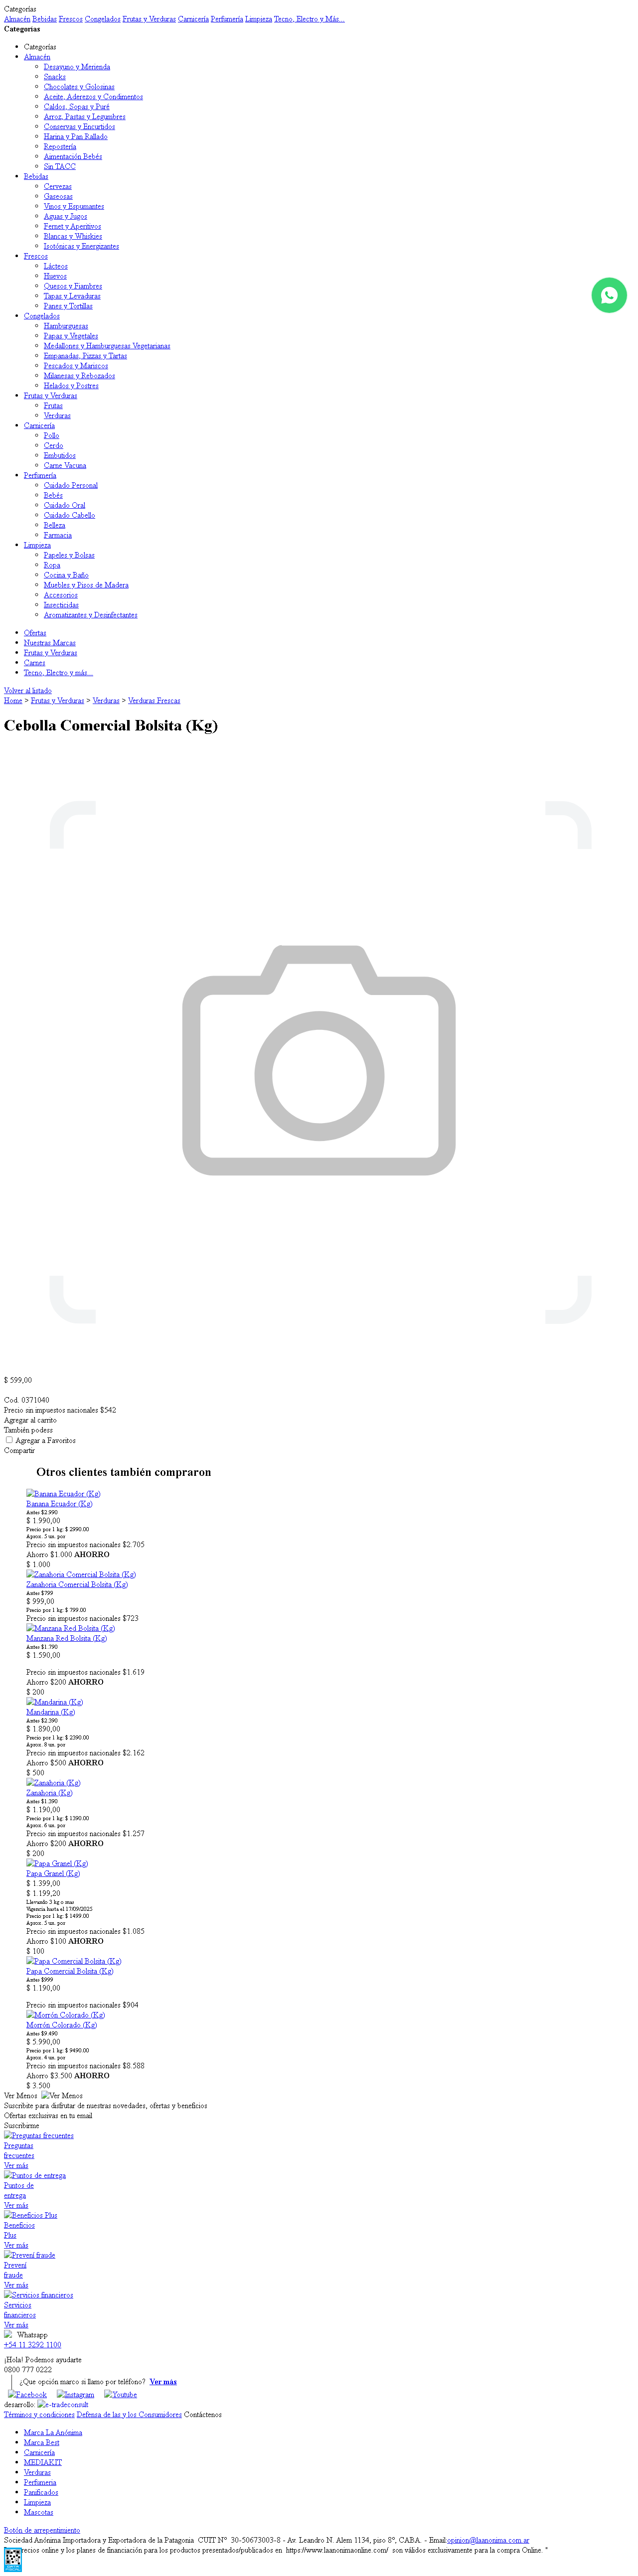 Categorías
Almacén Bebidas Frescos Congelados Frutas y Verduras Carnicería Perfumería Limpieza Tecno, Electro y Más...
Categorías
Categorías
Almacén
Desayuno y Merienda
Snacks
Chocolates y Golosinas
Aceite, Aderezos y Condimentos
Caldos, Sopas y Puré
Arroz, Pastas y Legumbres
Conservas y Encurtidos
Harina y Pan Rallado
Repostería
Aimentación Bebés
Sin TACC
Bebidas
Cervezas
Gaseosas
Vinos y Espumantes
Aguas y Jugos
Fernet y Aperitivos
Blancas y Whiskies
Isotónicas y Energizantes
Frescos
Lácteos
Huevos
Quesos y Fiambres
Tapas y Levaduras
Panes y Tortillas
Congelados
Hamburguesas
Papas y Vegetales
Medallones y Hamburguesas Vegetarianas
Empanadas, Pizzas y Tartas
Pescados y Mariscos
Milanesas y Rebozados
Helados y Postres
Frutas y Verduras
Frutas
Verduras
Carnicería
Pollo
Cerdo
Embutidos
Carne Vacuna
Perfumería
Cuidado Personal
Bebés
Cuidado Oral
Cuidado Cabello
Belleza
Farmacia
Limpieza
Papeles y Bolsas
Ropa
Cocina y Baño
Muebles y Pisos de Madera
Accesorios
Insecticidas
Aromatizantes y Desinfectantes
Ofertas
Nuestras Marcas
Frutas y Verduras
Carnes
Tecno, Electro y más...
Volver al listado
Home > Frutas y Verduras > Verduras > Verduras Frescas
Cebolla Comercial Bolsita (Kg)
$ 599,00
Cod. 0371040
Precio sin impuestos nacionales $542
Agregar al carrito
También podess
Agregar a Favoritos
Compartir
Otros clientes también compraron
Banana Ecuador (Kg)
Banana Ecuador (Kg)
Antes $2.990
$ 1.990,00
Precio por 1 kg: $ 2990.00
Aprox. 5 un. por
Precio sin impuestos nacionales $2.705
Ahorro $1.000 AHORRO
$ 1.000
Zanahoria Comercial Bolsita (Kg)
Zanahoria Comercial Bolsita (Kg)
Antes $799
$ 999,00
Precio por 1 kg: $ 799.00
Precio sin impuestos nacionales $723
Manzana Red Bolsita (Kg)
Manzana Red Bolsita (Kg)
Antes $1.790
$ 1.590,00
Precio sin impuestos nacionales $1.619
Ahorro $200 AHORRO
$ 200
Mandarina (Kg)
Mandarina (Kg)
Antes $2.390
$ 1.890,00
Precio por 1 kg: $ 2390.00
Aprox. 8 un. por
Precio sin impuestos nacionales $2.162
Ahorro $500 AHORRO
$ 500
Zanahoria (Kg)
Zanahoria (Kg)
Antes $1.390
$ 1.190,00
Precio por 1 kg: $ 1390.00
Aprox. 6 un. por
Precio sin impuestos nacionales $1.257
Ahorro $200 AHORRO
$ 200
Papa Granel (Kg)
Papa Granel (Kg)
$ 1.399,00
$ 1.199,20
Llevando 3 kg o mas
Vigencia hasta el 17/09/2025
Precio por 1 kg: $ 1499.00
Aprox. 5 un. por
Precio sin impuestos nacionales $1.085
Ahorro $100 AHORRO
$ 100
Papa Comercial Bolsita (Kg)
Papa Comercial Bolsita (Kg)
Antes $999
$ 1.190,00
Precio sin impuestos nacionales $904
Morrón Colorado (Kg)
Morrón Colorado (Kg)
Antes $9.490
$ 5.990,00
Precio por 1 kg: $ 9490.00
Aprox. 4 un. por
Precio sin impuestos nacionales $8.588
Ahorro $3.500 AHORRO
$ 3.500
Ver Menos Ver Menos
Suscribite para disfrutar de nuestras novedades, ofertas y beneficios
Ofertas exclusivas en tu email
Suscribirme
Preguntas frecuentes
Preguntas
frecuentes
Ver más
Puntos de entrega
Puntos de
entrega
Ver más
Beneficios Plus
Beneficios
Plus
Ver más
Prevení fraude
Prevení
fraude
Ver más
Servicios financieros
Servicios
financieros
Ver más
Whatsapp
+54 11 3292 1100
¡Hola! Podemos ayudarte
0800 777 0222
¿Que opción marco si llamo por teléfono? Ver más
Facebook Instagram Youtube
desarrollo: e-tradeconsult
Términos y condiciones Defensa de las y los Consumidores Contáctenos
Marca La Anónima
Marca Best
Carnicería
MEDIAKIT
Verduras
Perfumeria
Panificados
Limpieza
Mascotas
Botón de arrepentimiento
Sociedad Anónima Importadora y Exportadora de la Patagonia CUIT N° 30-50673003-8 - Av. Leandro N. Alem 1134, piso 8º, CABA. - Email:opinion@laanonima.com.ar
recios online y los planes de financiación para los productos presentados/publicados en https://www.laanonimaonline.com/ son válidos exclusivamente para la compra Online. "